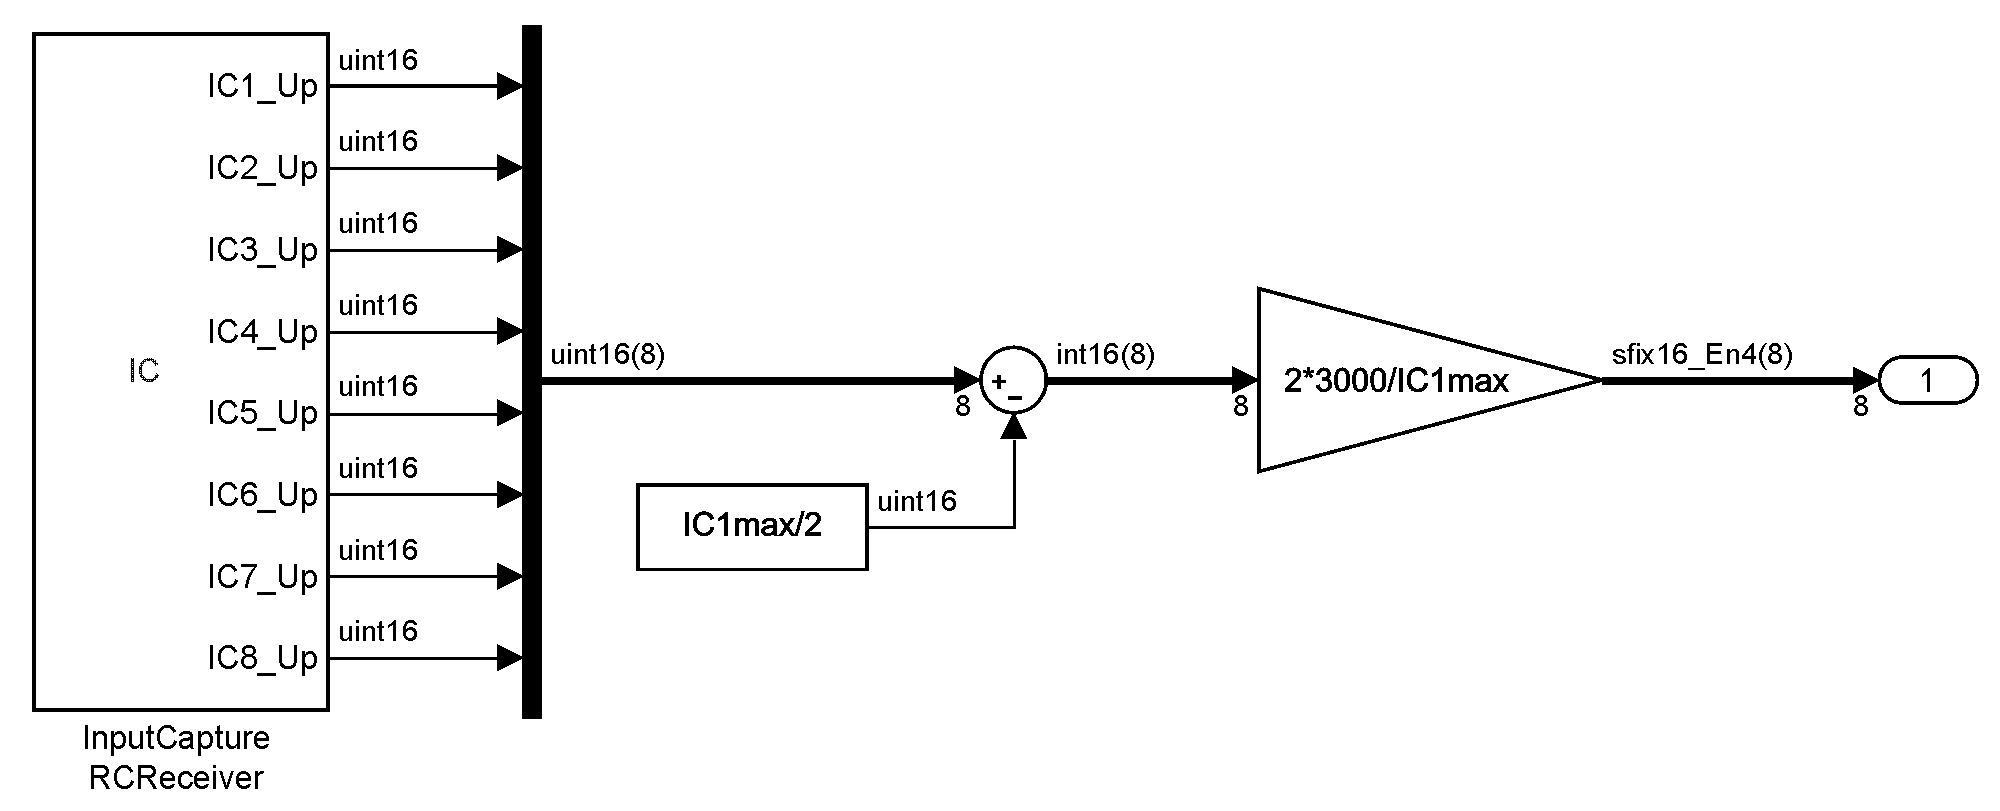 uint16
IC1_Up
uint16
IC2_Up
uint16
IC3_Up
uint16
IC4_Up
IC
uint16
IC5_Up
uint16
IC6_Up
uint16
IC7_Up
uint16
IC8_Up
InputCapture
RCReceiver
uint16(8)
8
+
−
IC1max/2
uint16
int16(8)
8
2*3000/IC1max
sfix16_En4(8)
8
1